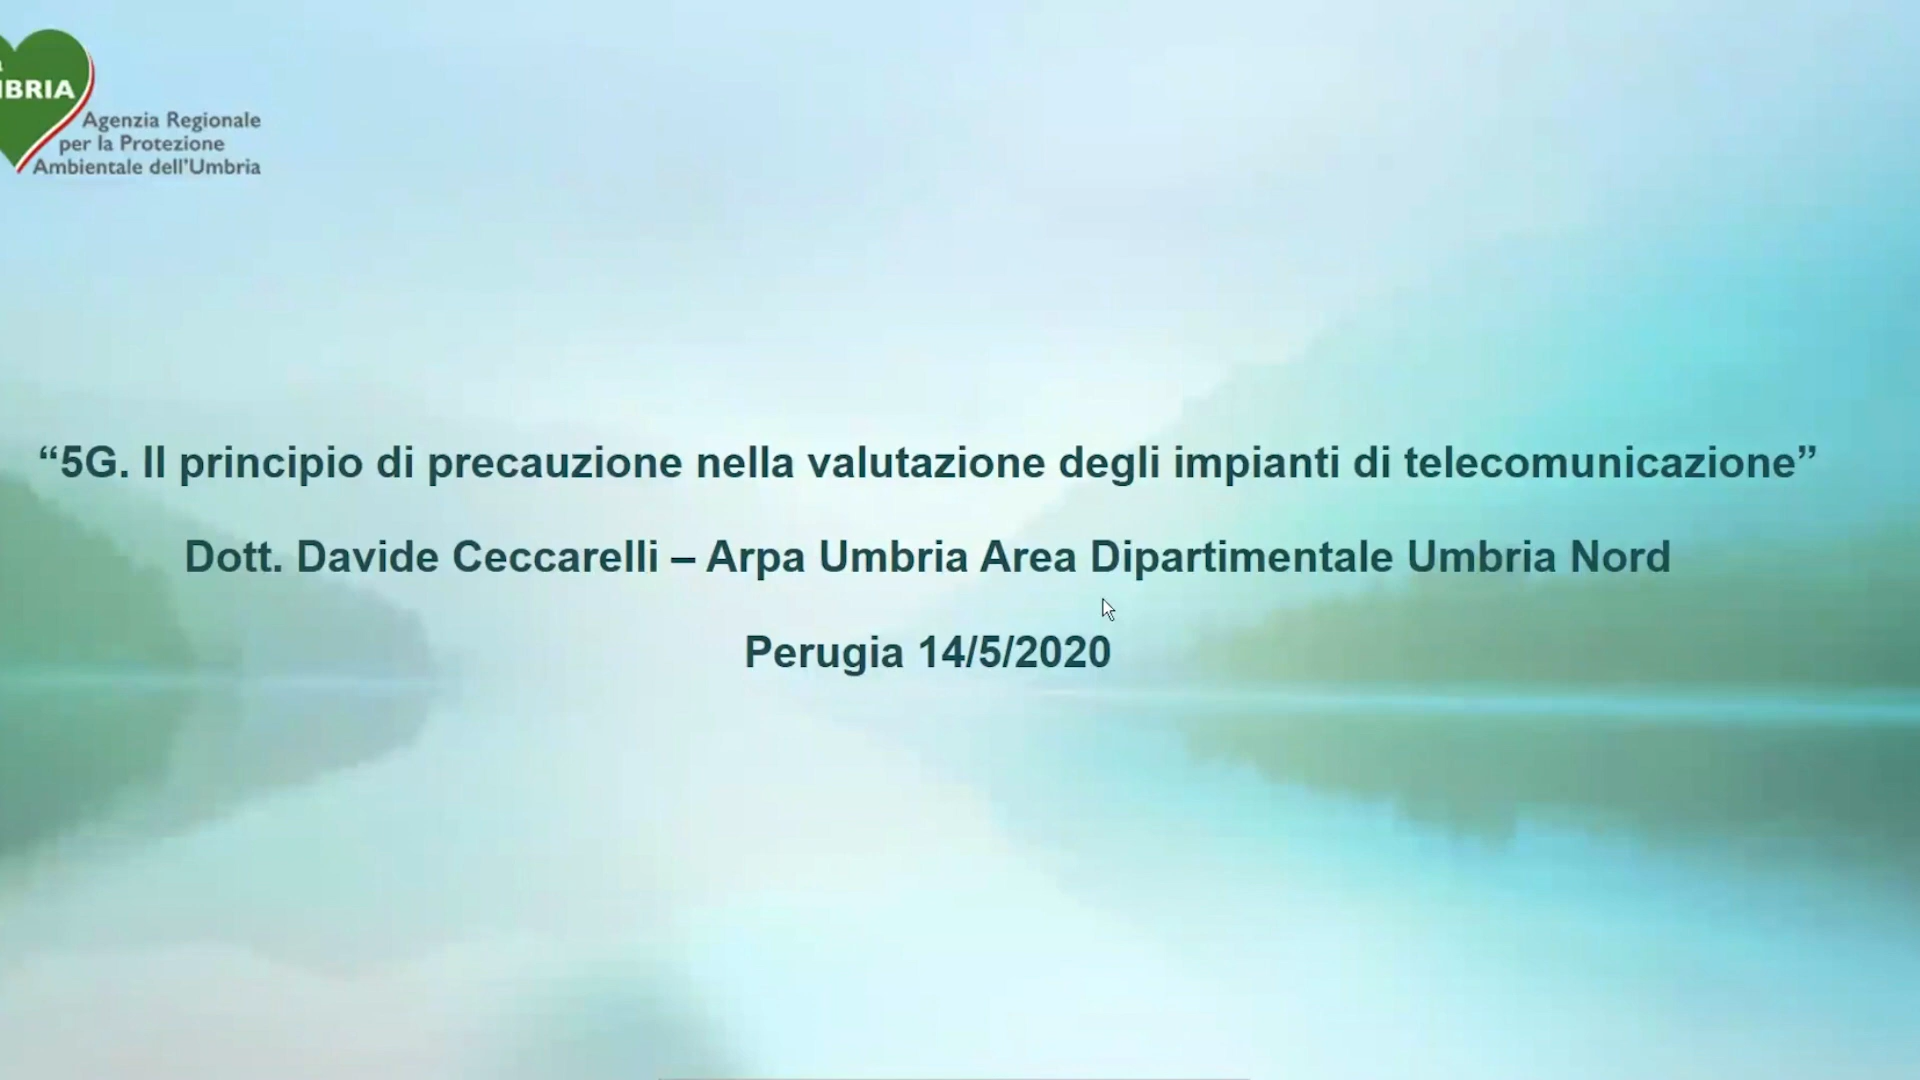 Agenzia Regionale
per la Protezione
Ambientale dell'Umbria
“5G. Il principio di precauzione nella valutazione degli impianti di telecomunicazione”
Dott. Davide Ceccarelli – Arpa Umbria Area Dipartimentale Umbria Nord
Perugia 14/5/2020